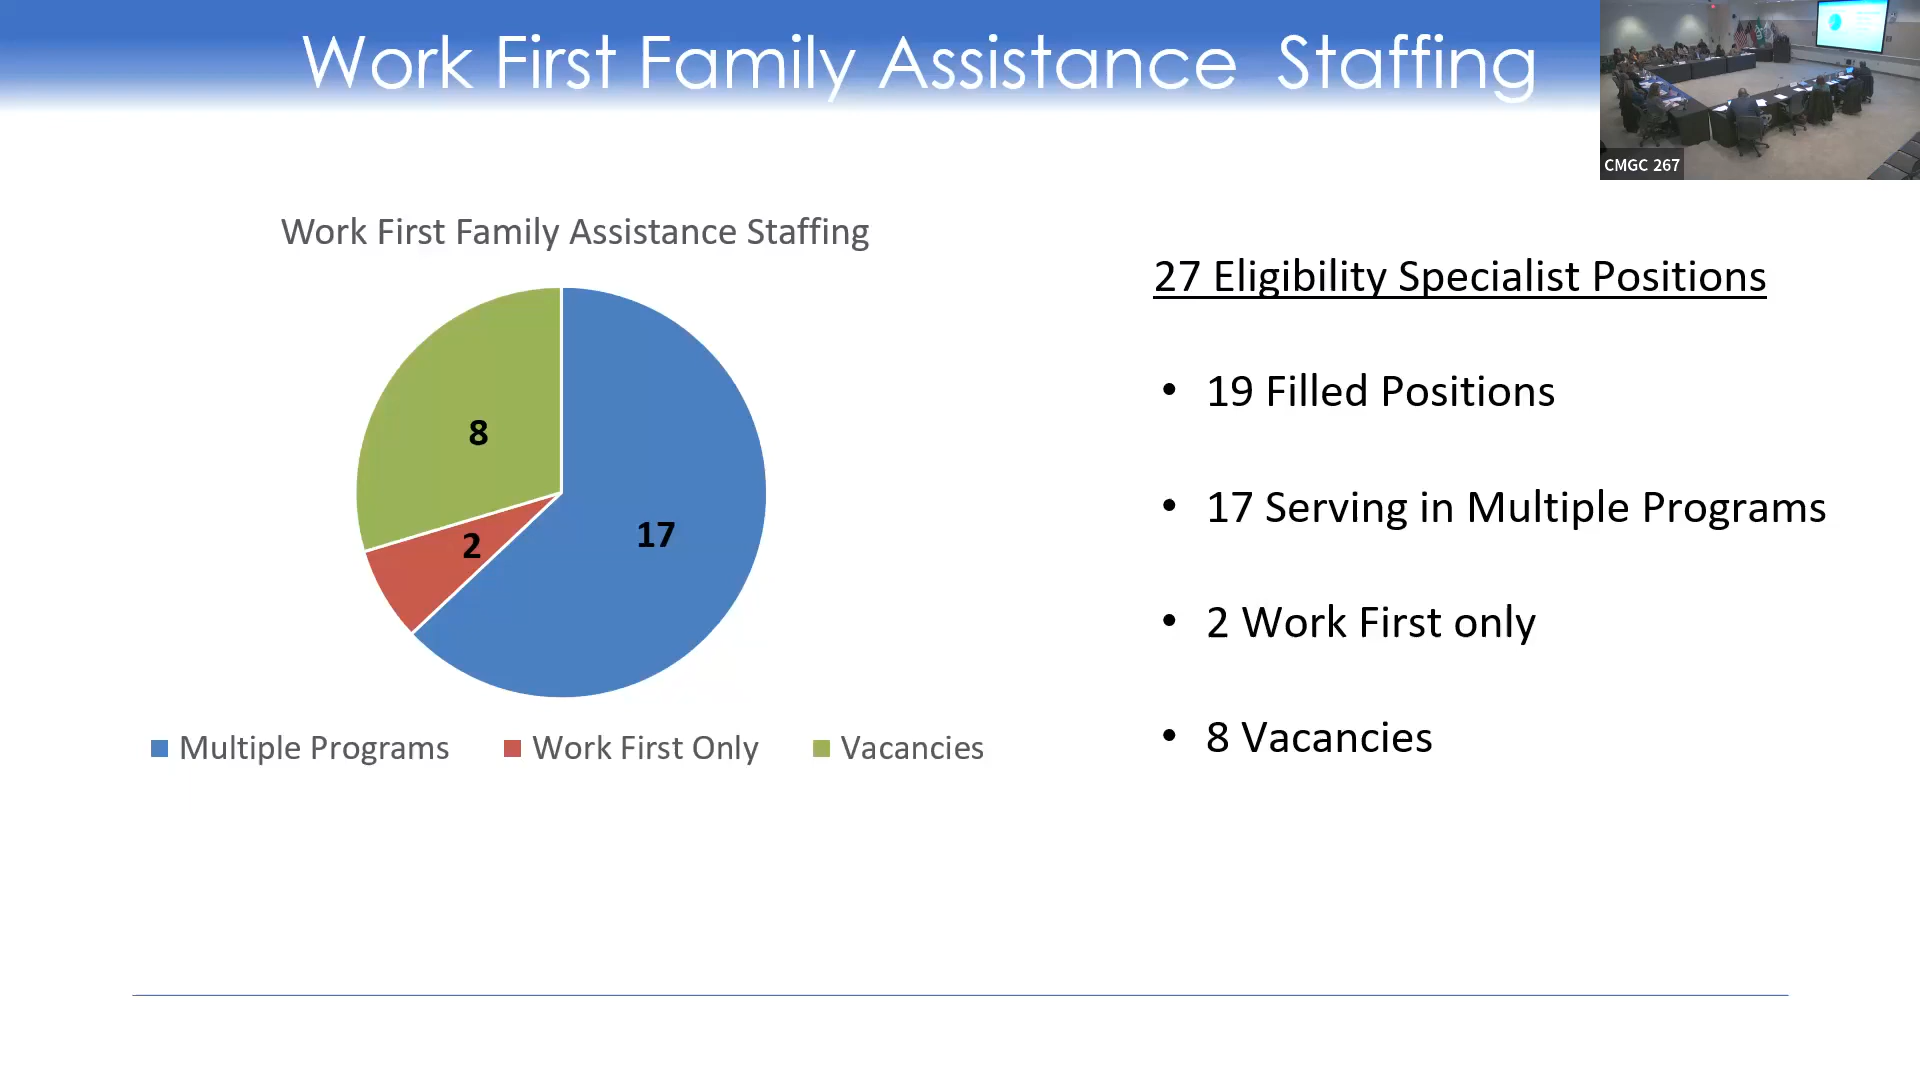 Work First Family Assistance Staffing
CMGC 267
Work First Family Assistance Staffing
8
2
17
Multiple Programs
Work First Only
Vacancies
27 Eligibility Specialist Positions
• 19 Filled Positions
• 17 Serving in Multiple Programs
• 2 Work First only
• 8 Vacancies